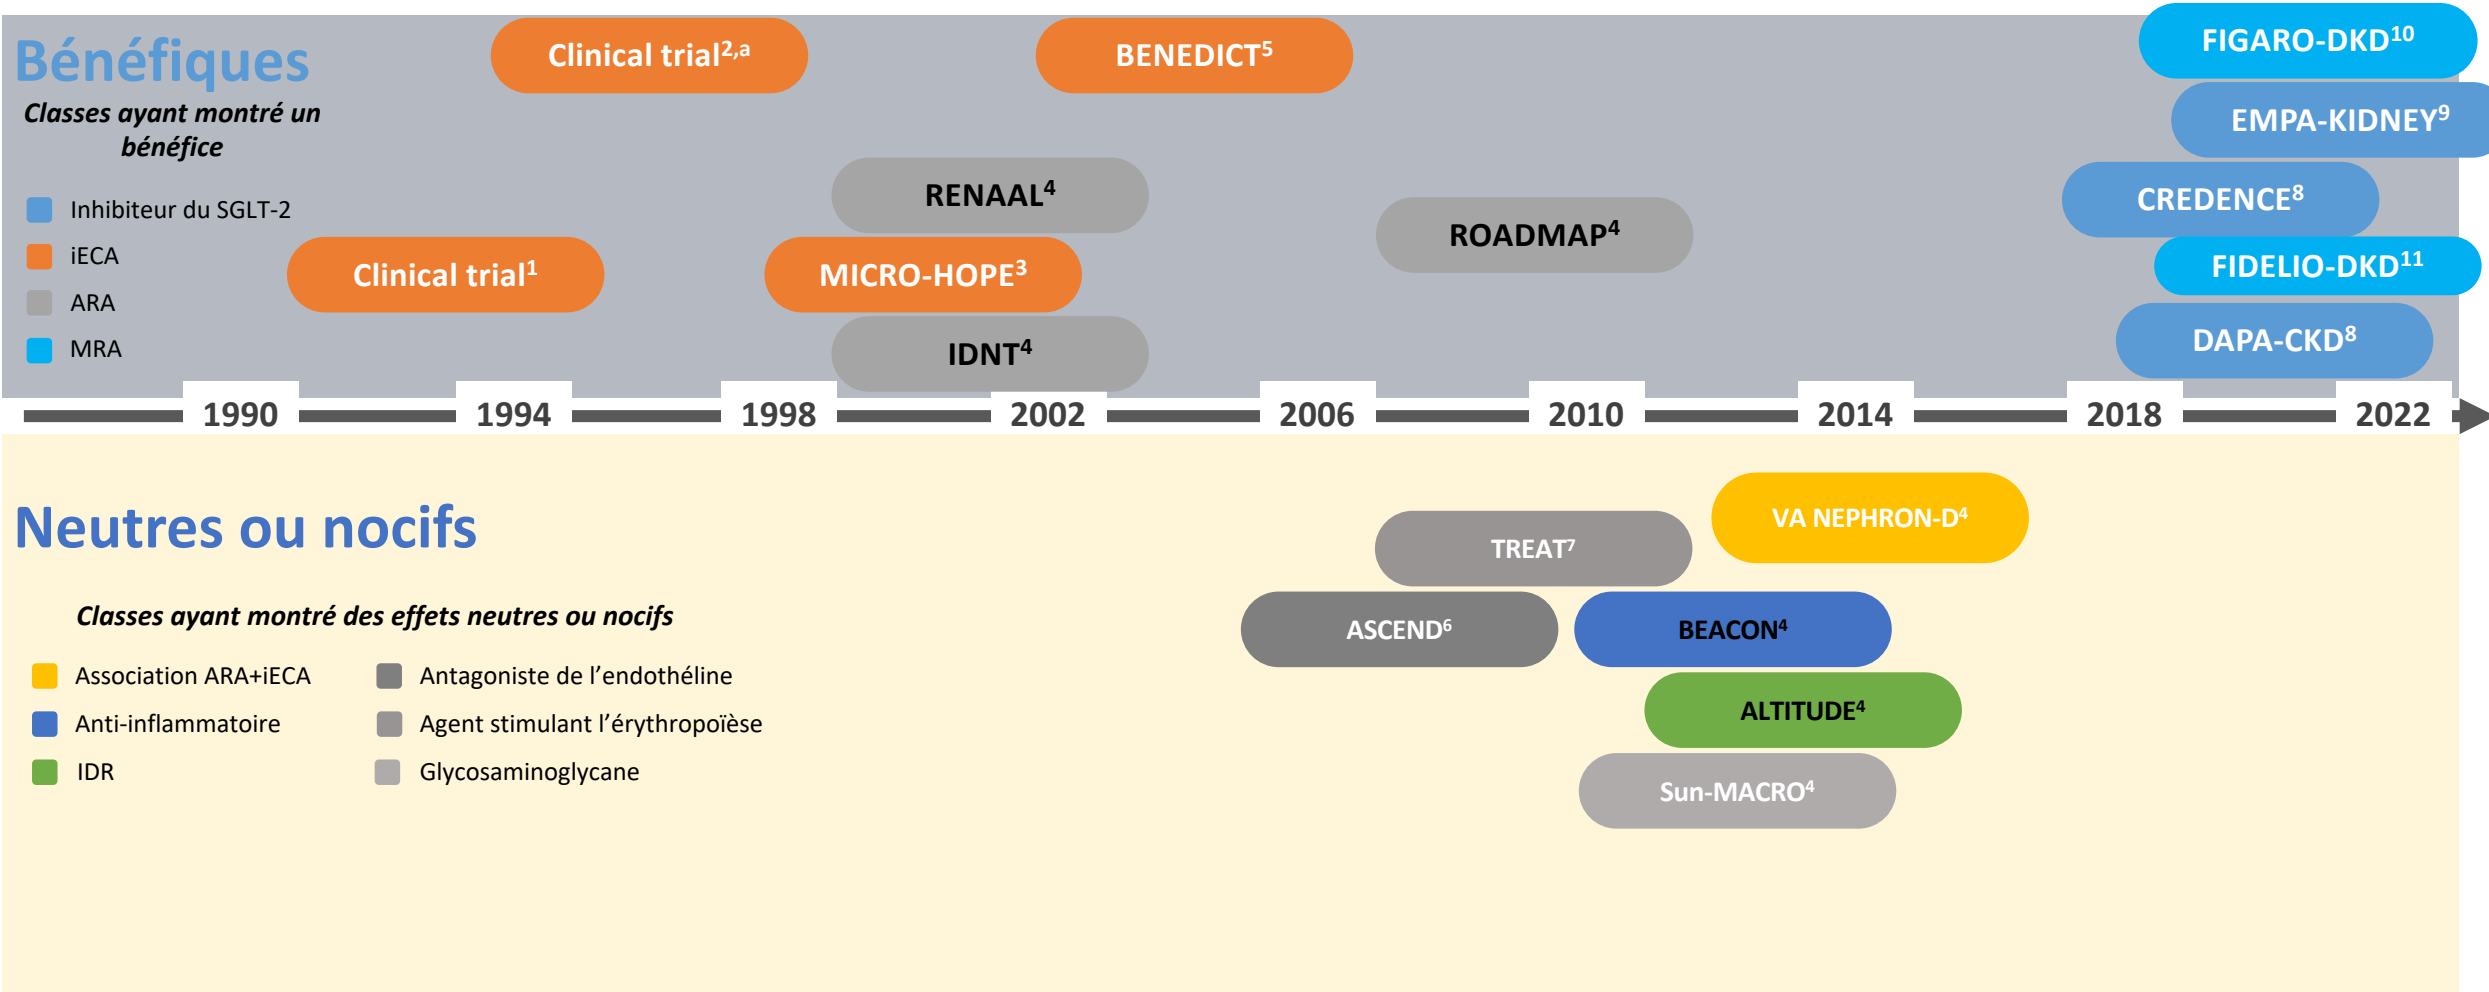 Bénéfiques
Classes ayant montré un
bénéfice
Inhibiteur du SGLT-2
iECA
ARA
MRA
Clinical trial2,a
BENEDICT5
FIGARO-DKD10
EMPA-KIDNEY9
RENAAL4
CREDENCE8
ROADMAP4
Clinical trial1
MICRO-HOPE3
FIDELIO-DKD11
IDNT4
DAPA-CKD8
1990 1994 1998 2002 2006 2010 2014 2018 2022
Neutres ou nocifs
Classes ayant montré des effets neutres ou nocifs
Association ARA+iECA
Anti-inflammatoire
IDR
Antagoniste de l’endothéline
Agent stimulant l’érythropoïèse
Glycosaminoglycane
VA NEPHRON-D4
TREAT7
ASCEND6
BEACON4
ALTITUDE4
Sun-MACRO4